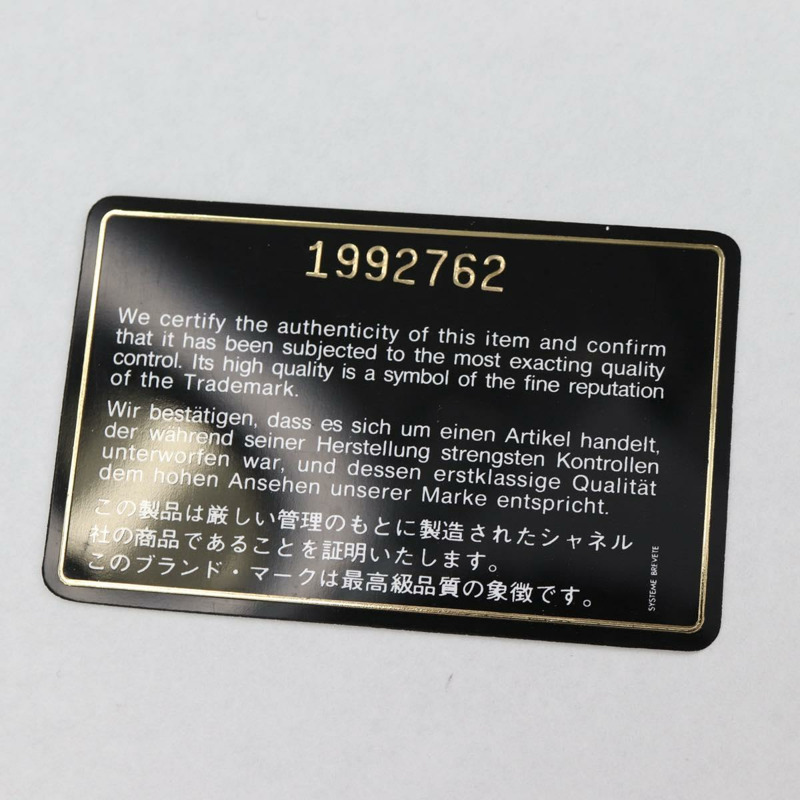 1992762
We certify the authenticity of this item and confirm
that it has been subjected to the most exacting quality
control. Its high quality is a symbol of the fine reputation
of the Trademark.
Wir bestätigen, dass es sich um einen Artikel handelt,
der während seiner Herstellung strengsten Kontrollen
unterworfen war, und dessen erstklassige Qualität
dem hohen Ansehen unserer Marke entspricht.
この製品は厳しい管理のもとに製造されたシャネル
社の商品であることを証明いたします。
このブランド・マークは最高級品質の象徴です。
SYSTEME BREVETE